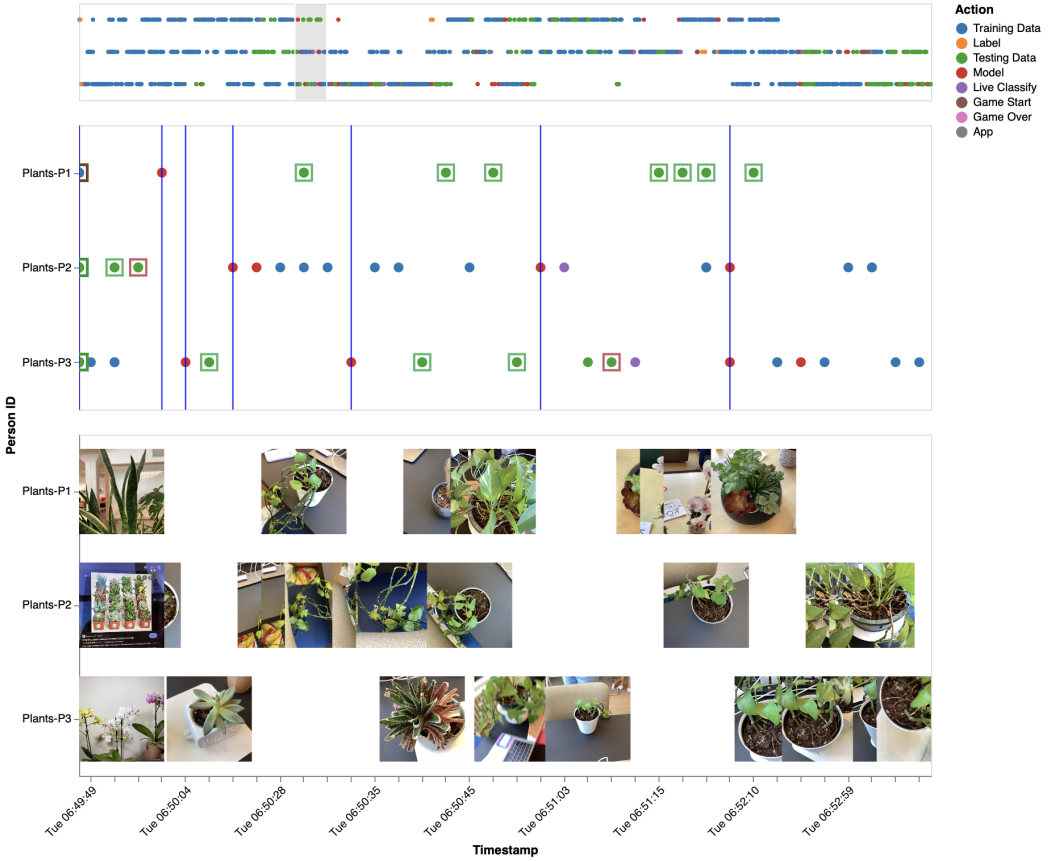 Action
Training Data
Label
Testing Data
Model
Live Classify
Game Start
Game Over
App
Plants-P1
Plants-P2
Plants-P3
Person ID
Plants-P1
Plants-P2
Plants-P3
Tue 06:49:49
Tue 06:50:04
Tue 06:50:28
Tue 06:50:35
Tue 06:50:45
Tue 06:51:03
Tue 06:51:15
Tue 06:52:10
Tue 06:52:59
Timestamp